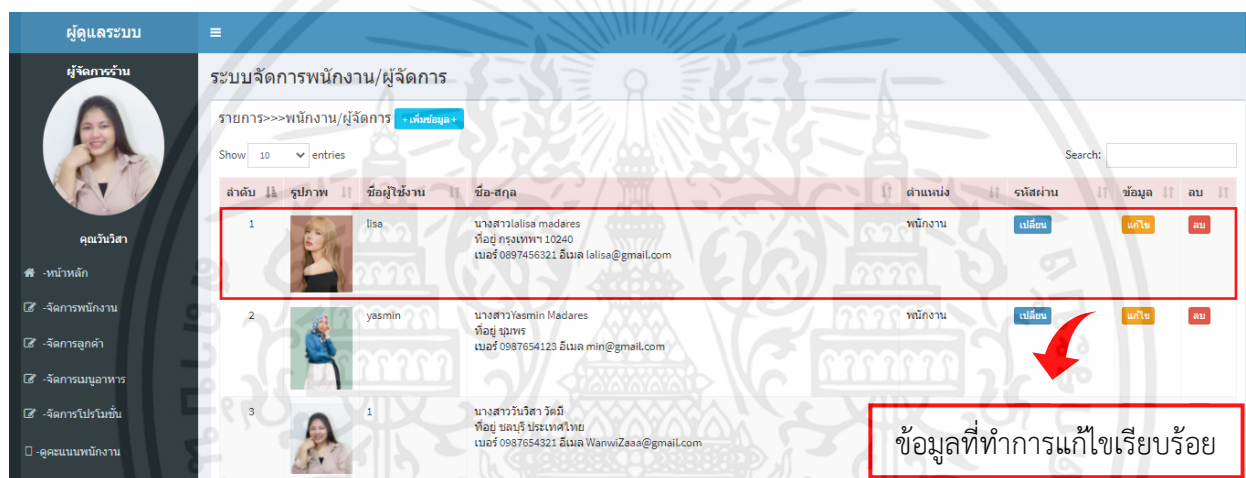 ผู้ดูแลระบบ
ผู้จัดการร้าน
คุณวันวิสา
-หน้าหลัก
-จัดการพนักงาน
-จัดการลูกค้า
-จัดการเมนูอาหาร
-จัดการโปรโมชั่น
-ดูคะแนนพนักงาน
ระบบจัดการพนักงาน/ผู้จัดการ
รายการ>>>พนักงาน/ผู้จัดการ +เพิ่มข้อมูล+
Show 10 entries Search:
ลำดับ รูปภาพ ชื่อผู้ใช้งาน ชื่อ-สกุล ตำแหน่ง รหัสผ่าน ข้อมูล ลบ
1 lisa นางสาวlalisa madares พนักงาน เปลี่ยน แก้ไข ลบ
ที่อยู่ กรุงเทพฯ 10240
เบอร์ 0897456321 อีเมล lalisa@gmail.com
2 yasmin นางสาวYasmin Madares พนักงาน เปลี่ยน แก้ไข ลบ
ที่อยู่ ชุมพร
เบอร์ 0987654123 อีเมล min@gmail.com
3 1 นางสาววันวิสา วัดมี
ที่อยู่ ชลบุรี ประเทศไทย
เบอร์ 0987654321 อีเมล WanwiZaaa@gmail.com
ข้อมูลที่ทำการแก้ไขเรียบร้อย